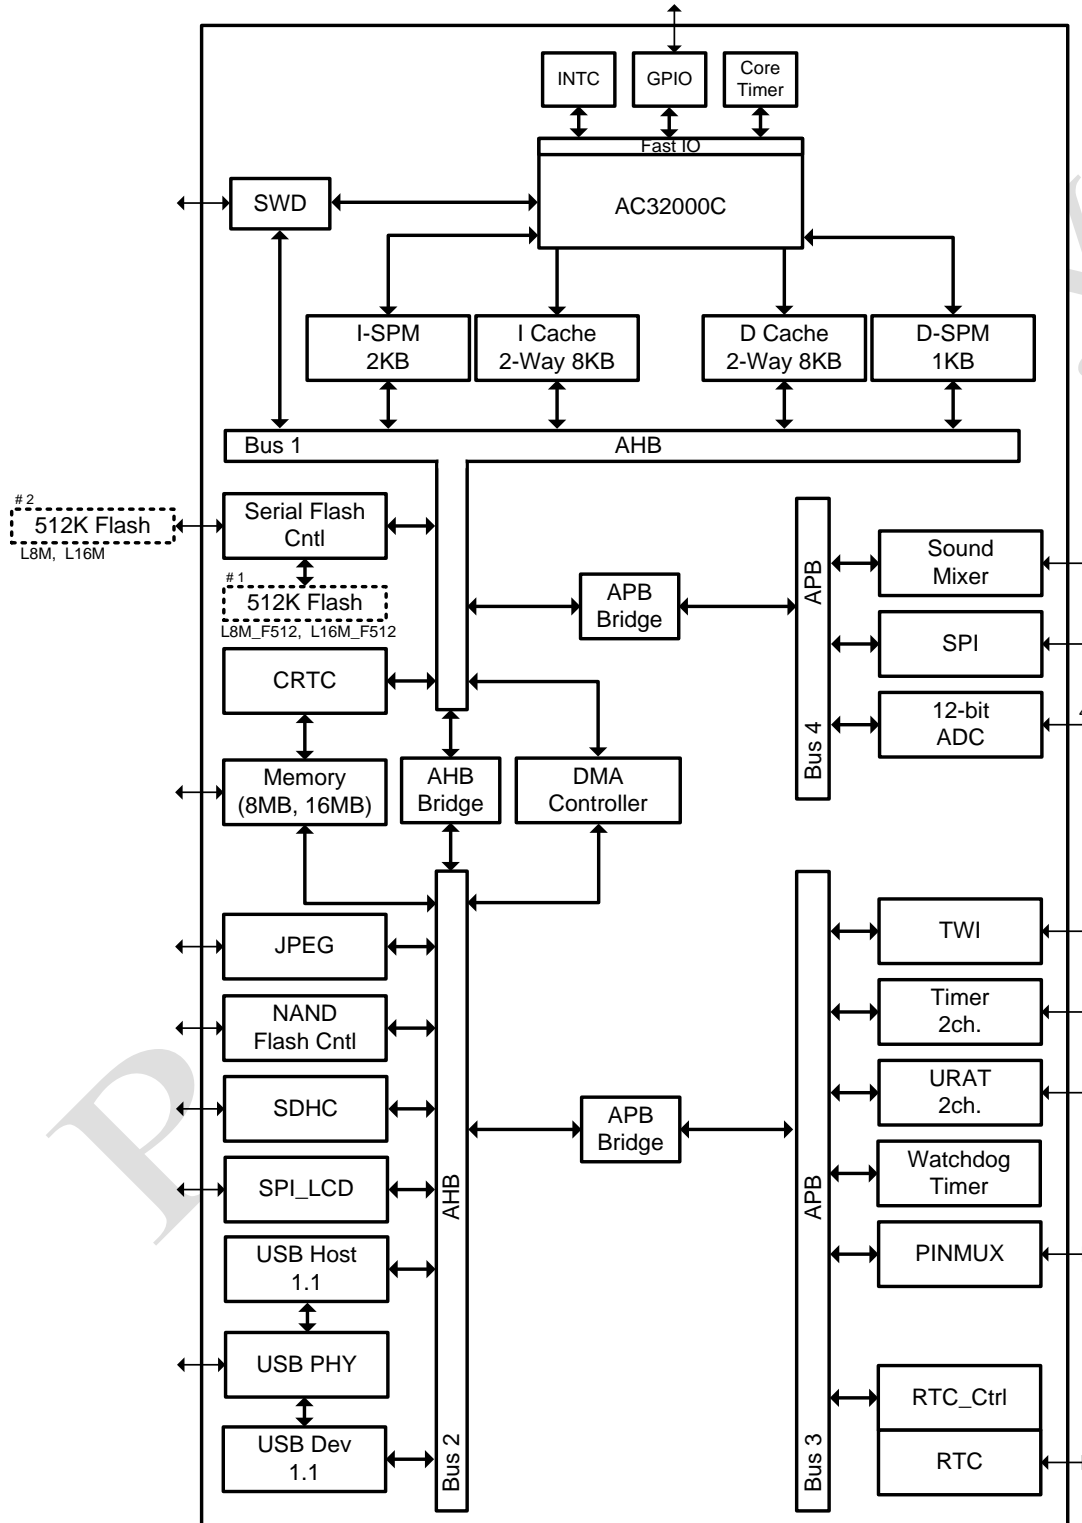 INTC
GPIO
Core
Timer
Fast IO
AC32000C
SWD
I-SPM
2KB
I Cache
2-Way 8KB
D Cache
2-Way 8KB
D-SPM
1KB
Bus 1
AHB
# 2
512K Flash
L8M, L16M
Serial Flash
Cntl
# 1
512K Flash
L8M_F512, L16M_F512
CRTC
Memory
(8MB, 16MB)
AHB
Bridge
DMA
Controller
APB
Bridge
APB
Bus 4
Sound
Mixer
SPI
12-bit
ADC
4
JPEG
NAND
Flash Cntl
SDHC
SPI_LCD
USB Host
1.1
USB PHY
USB Dev
1.1
AHB
Bus 2
APB
Bridge
APB
Bus 3
TWI
Timer
2ch.
URAT
2ch.
Watchdog
Timer
PINMUX
RTC_Ctrl
RTC
P